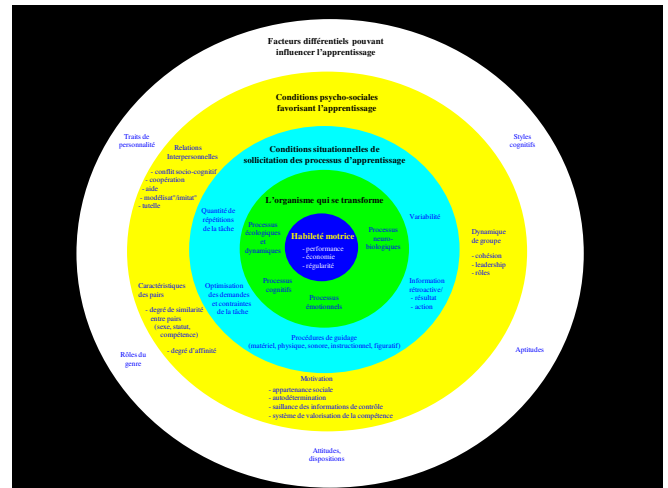 Facteurs différentiels pouvant
influencer l'apprentissage
Conditions psycho-sociales
favorisant l'apprentissage
Traits de
personnalité
Styles
cognitifs
Relations
Interpersonnelles
- conflit socio-cognitif
- coopération
- aide
- modélisat°/imitat°
- tutelle
Conditions situationnelles de
sollicitation des processus d'apprentissage
L'organisme qui se transforme
Quantité de
répétitions
de la tâche
Variabilité
Processus
écologiques
et
dynamiques
Habileté motrice
- performance
- économie
- régularité
Processus
neuro-
biologiques
Dynamique
de groupe
- cohésion
- leadership
- rôles
Caractéristiques
des pairs
- degré de similarité
entre pairs
(sexe, statut,
compétence)
- degré d'affinité
Optimisation
des demandes
et contraintes
de la tâche
Processus
cognitifs
Processus
émotionnels
Information
rétroactive/
- résultat
- action
Procédures de guidage
(matériel, physique, sonore, instructionnel, figuratif)
Rôles du
genre
Aptitudes
Motivation
- appartenance sociale
- autodétermination
- saillance des informations de contrôle
- système de valorisation de la compétence
Attitudes,
dispositions